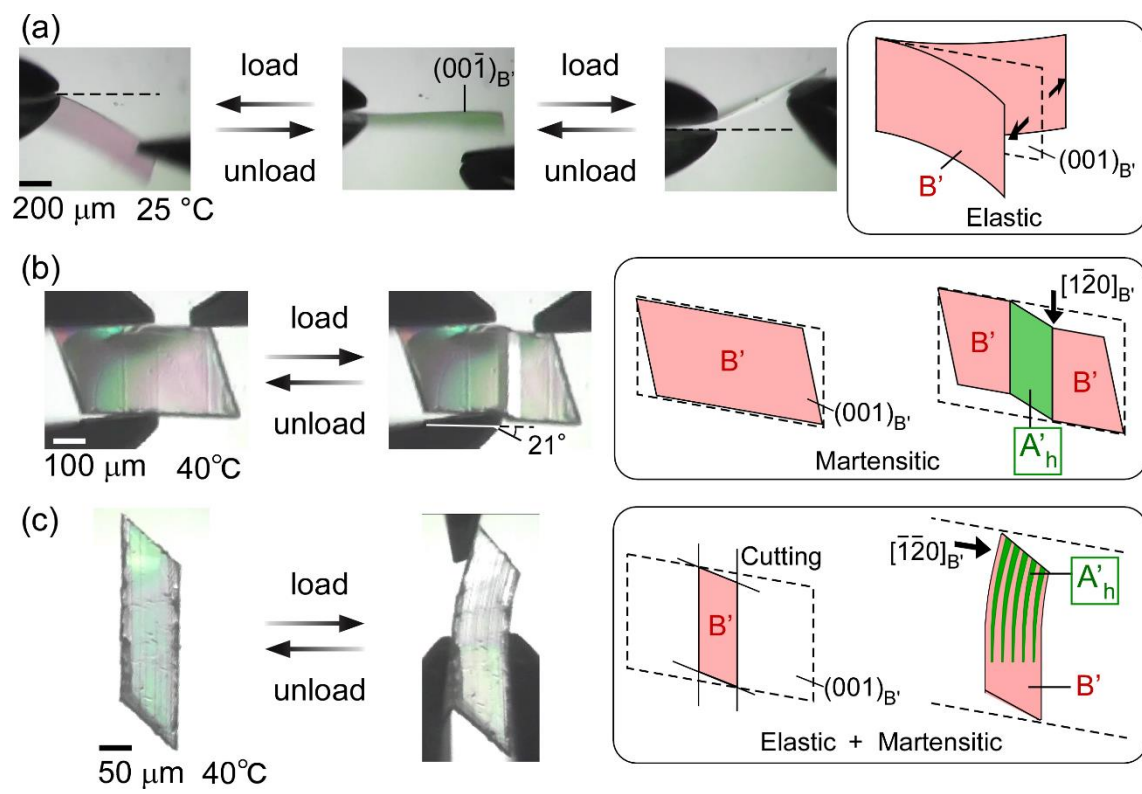 (a)
load
unload
(001̄)B'
load
unload
200 μm 25 °C
B'
(001)B'
Elastic
(b)
load
unload
21°
100 μm 40℃
B'
(001)B'
B'
A'h
B'
[12̄0]B'
Martensitic
(c)
load
unload
50 μm 40℃
Cutting
B'
(001)B'
[1̄2̄0]B'
A'h
B'
Elastic + Martensitic